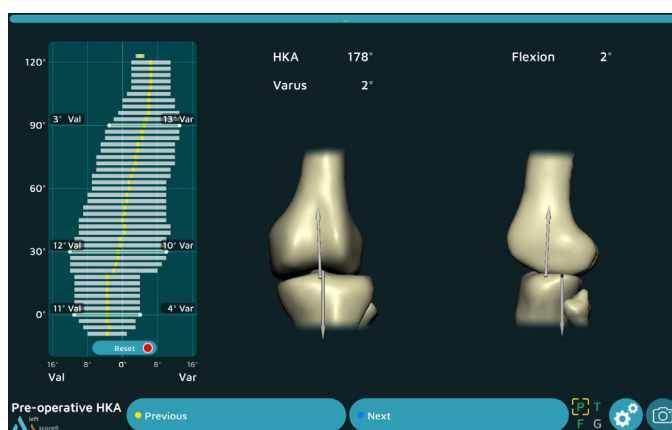 HKA 178° Flexion 2°
Varus 2°
120°
3° Val 13° Var
90°
60°
12° Val 10° Var
30°
11° Val 4° Var
0°
Reset
16° 8° 0° 8° 16°
Val Var
Pre-operative HKA
left
Previous
Next
P T
F G